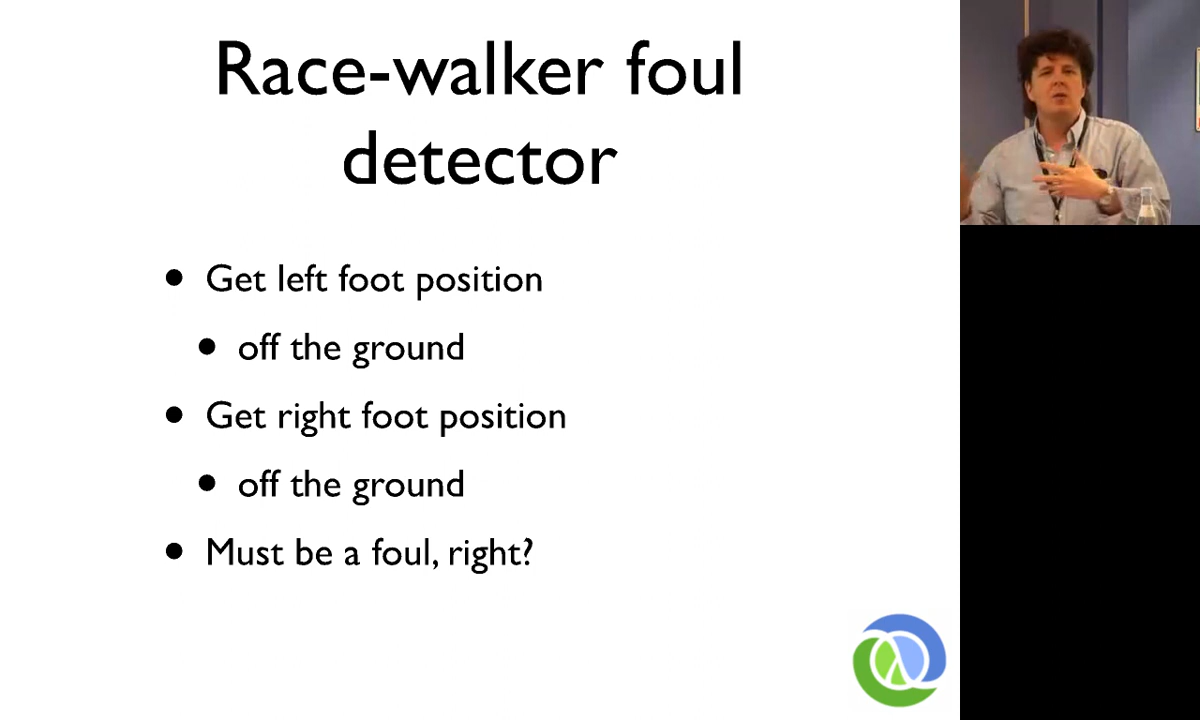 Race-walker foul
detector
• Get left foot position
• off the ground
• Get right foot position
• off the ground
• Must be a foul, right?